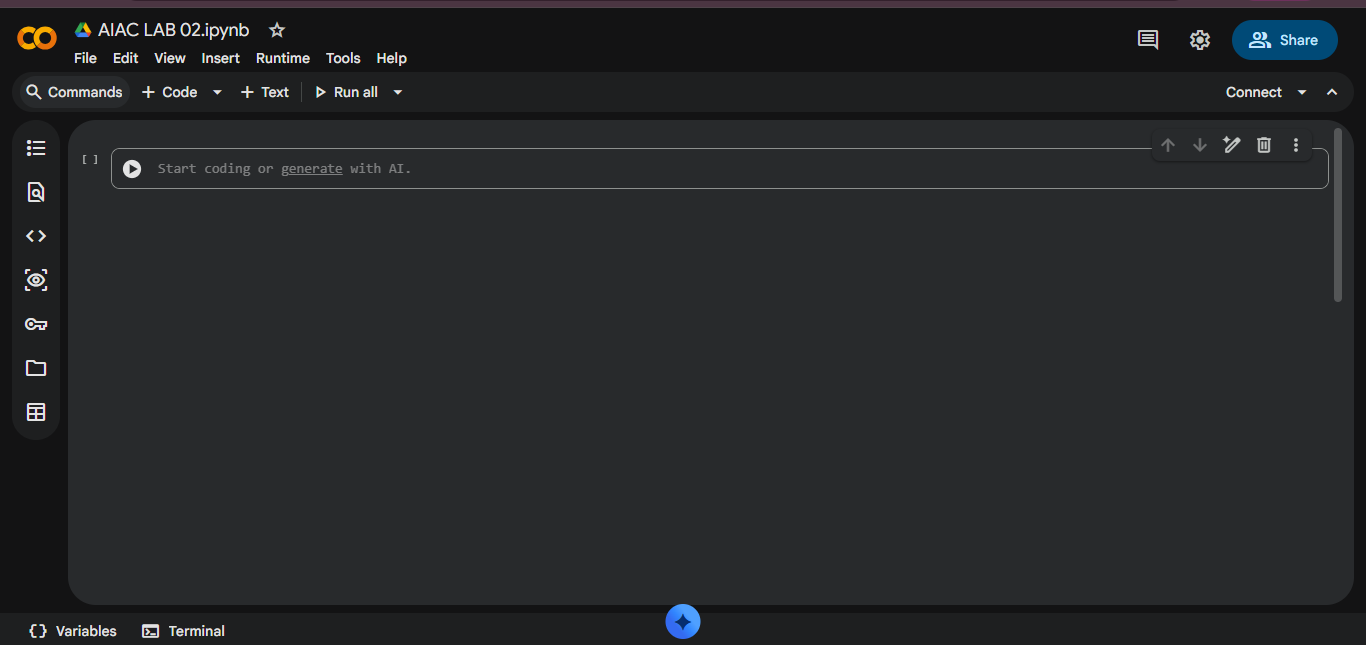 AIAC LAB 02.ipynb
File Edit View Insert Runtime Tools Help
Share
Commands + Code + Text Run all
Connect
[ ]
Start coding or generate with AI.
{} Variables Terminal